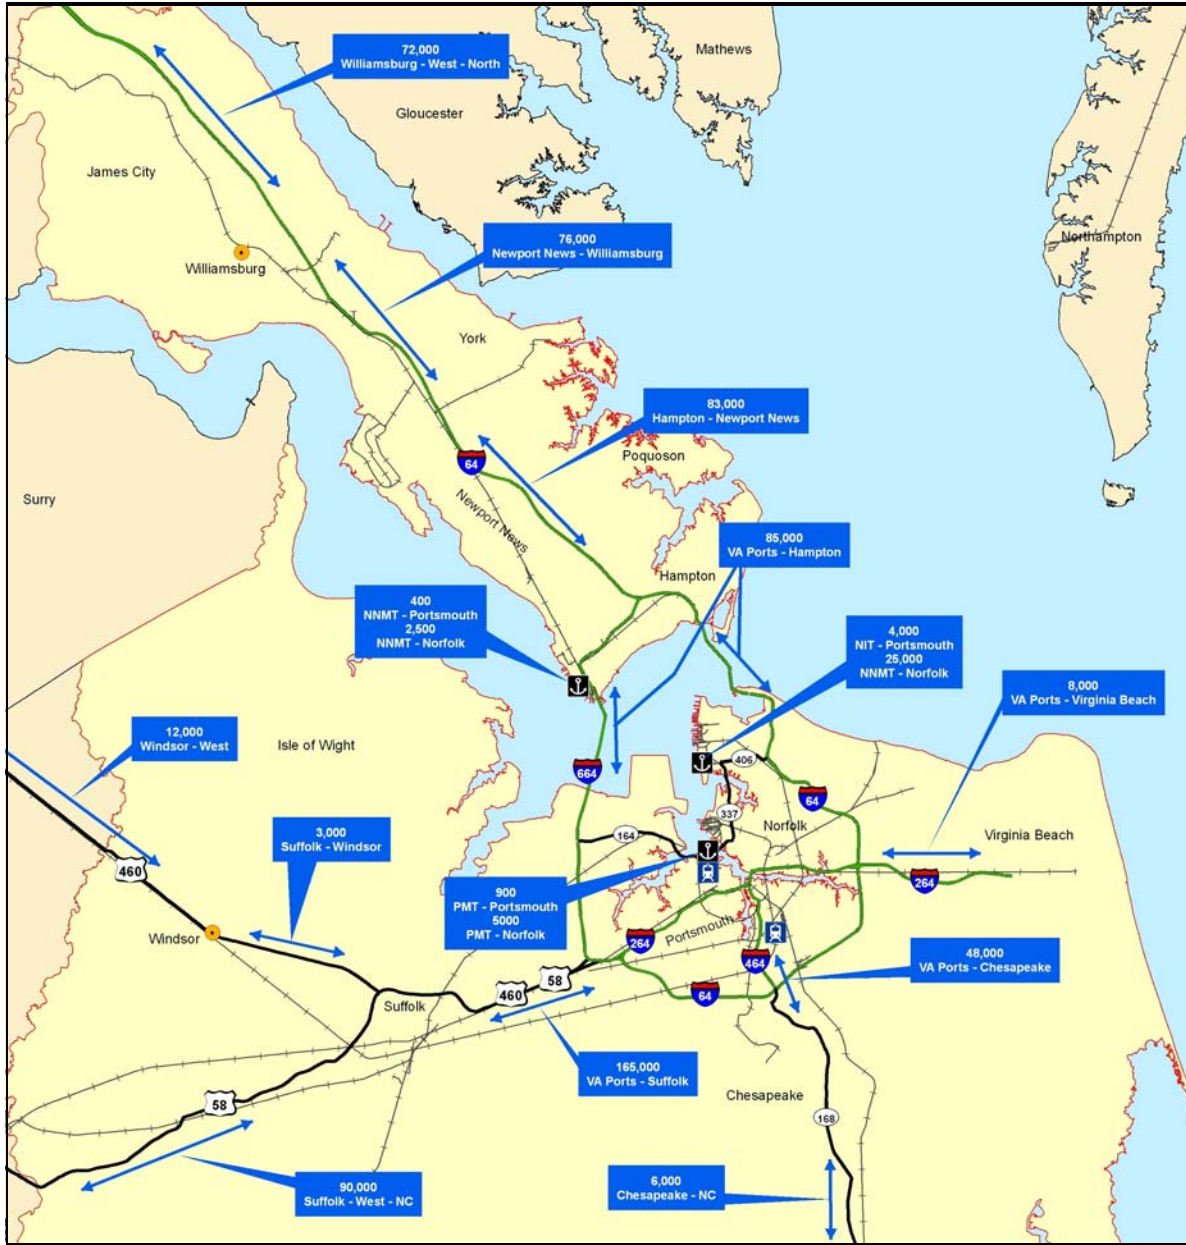 72,000
Williamsburg - West - North
Mathews
Gloucester
James City
76,000
Newport News - Williamsburg
Northampton
Williamsburg
York
83,000
Hampton - Newport News
64
Poquoson
Surry
Newport News
85,000
VA Ports - Hampton
Hampton
400
NNMT - Portsmouth
2,500
NNMT - Norfolk
4,000
NIT - Portsmouth
25,000
NNMT - Norfolk
8,000
VA Ports - Virginia Beach
12,000
Windsor - West
Isle of Wight
664
406
64
337
164
Norfolk
Virginia Beach
3,000
Suffolk - Windsor
460
264
900
PMT - Portsmouth
5000
PMT - Norfolk
Windsor
Portsmouth
264
464
48,000
VA Ports - Chesapeake
58
460
64
Suffolk
165,000
VA Ports - Suffolk
Chesapeake
58
168
90,000
Suffolk - West - NC
6,000
Chesapeake - NC